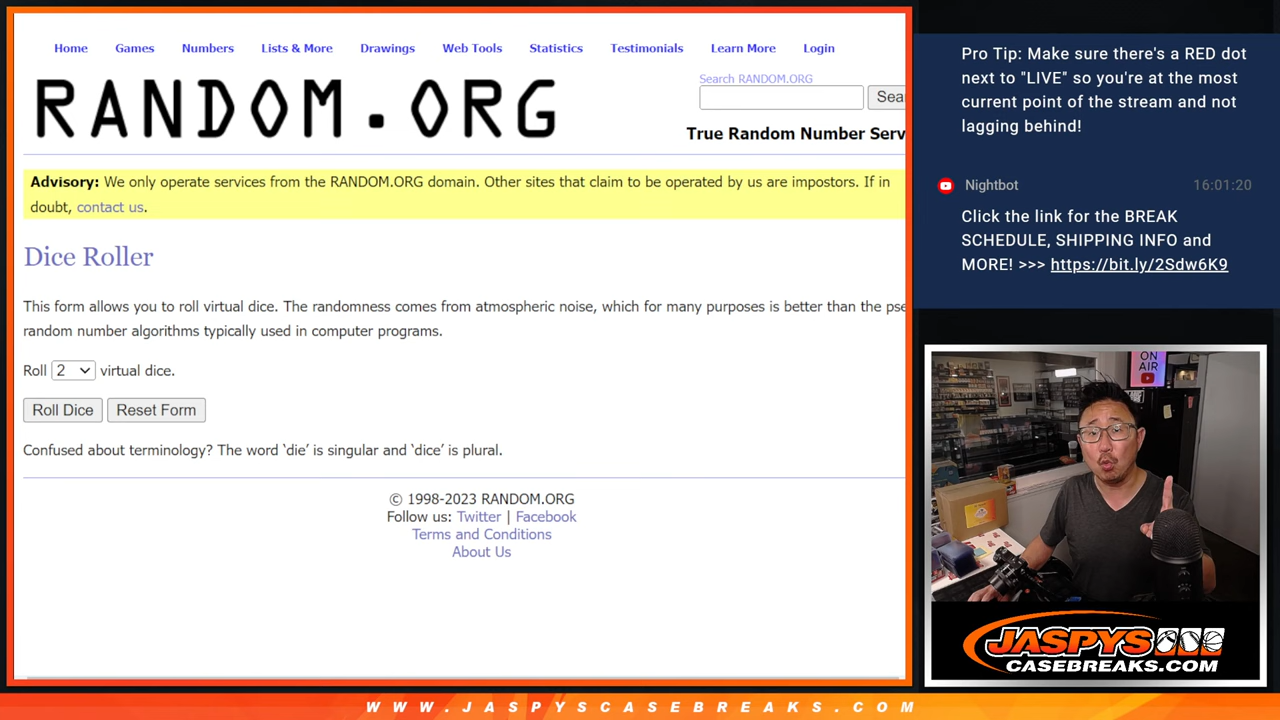 Home Games Numbers Lists & More Drawings Web Tools Statistics Testimonials Learn More Login
RANDOM.ORG
Search RANDOM.ORG
Sea
True Random Number Serv
Advisory: We only operate services from the RANDOM.ORG domain. Other sites that claim to be operated by us are impostors. If in
doubt, contact us.
Dice Roller
This form allows you to roll virtual dice. The randomness comes from atmospheric noise, which for many purposes is better than the pse
random number algorithms typically used in computer programs.
Roll 2 virtual dice.
Roll Dice Reset Form
Confused about terminology? The word ‘die’ is singular and ‘dice’ is plural.
© 1998-2023 RANDOM.ORG
Follow us: Twitter | Facebook
Terms and Conditions
About Us
Pro Tip: Make sure there's a RED dot
next to "LIVE" so you're at the most
current point of the stream and not
lagging behind!
Nightbot 16:01:20
Click the link for the BREAK
SCHEDULE, SHIPPING INFO and
MORE! >>> https://bit.ly/2Sdw6K9
ON
AIR
JASPYS
CASEBREAKS.COM
WWW.JASPYSCASEBREAKS.COM